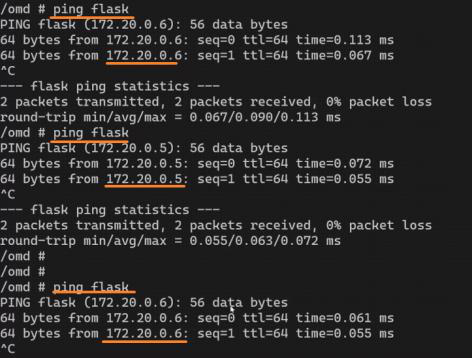 /omd # ping flask
PING flask (172.20.0.6): 56 data bytes
64 bytes from 172.20.0.6: seq=0 ttl=64 time=0.113 ms
64 bytes from 172.20.0.6: seq=1 ttl=64 time=0.067 ms
^C
--- flask ping statistics ---
2 packets transmitted, 2 packets received, 0% packet loss
round-trip min/avg/max = 0.067/0.090/0.113 ms
/omd # ping flask
PING flask (172.20.0.5): 56 data bytes
64 bytes from 172.20.0.5: seq=0 ttl=64 time=0.072 ms
64 bytes from 172.20.0.5: seq=1 ttl=64 time=0.055 ms
^C
--- flask ping statistics ---
2 packets transmitted, 2 packets received, 0% packet loss
round-trip min/avg/max = 0.055/0.063/0.072 ms
/omd #
/omd #
/omd # ping flask
PING flask (172.20.0.6): 56 data bytes
64 bytes from 172.20.0.6: seq=0 ttl=64 time=0.061 ms
64 bytes from 172.20.0.6: seq=1 ttl=64 time=0.055 ms
^C